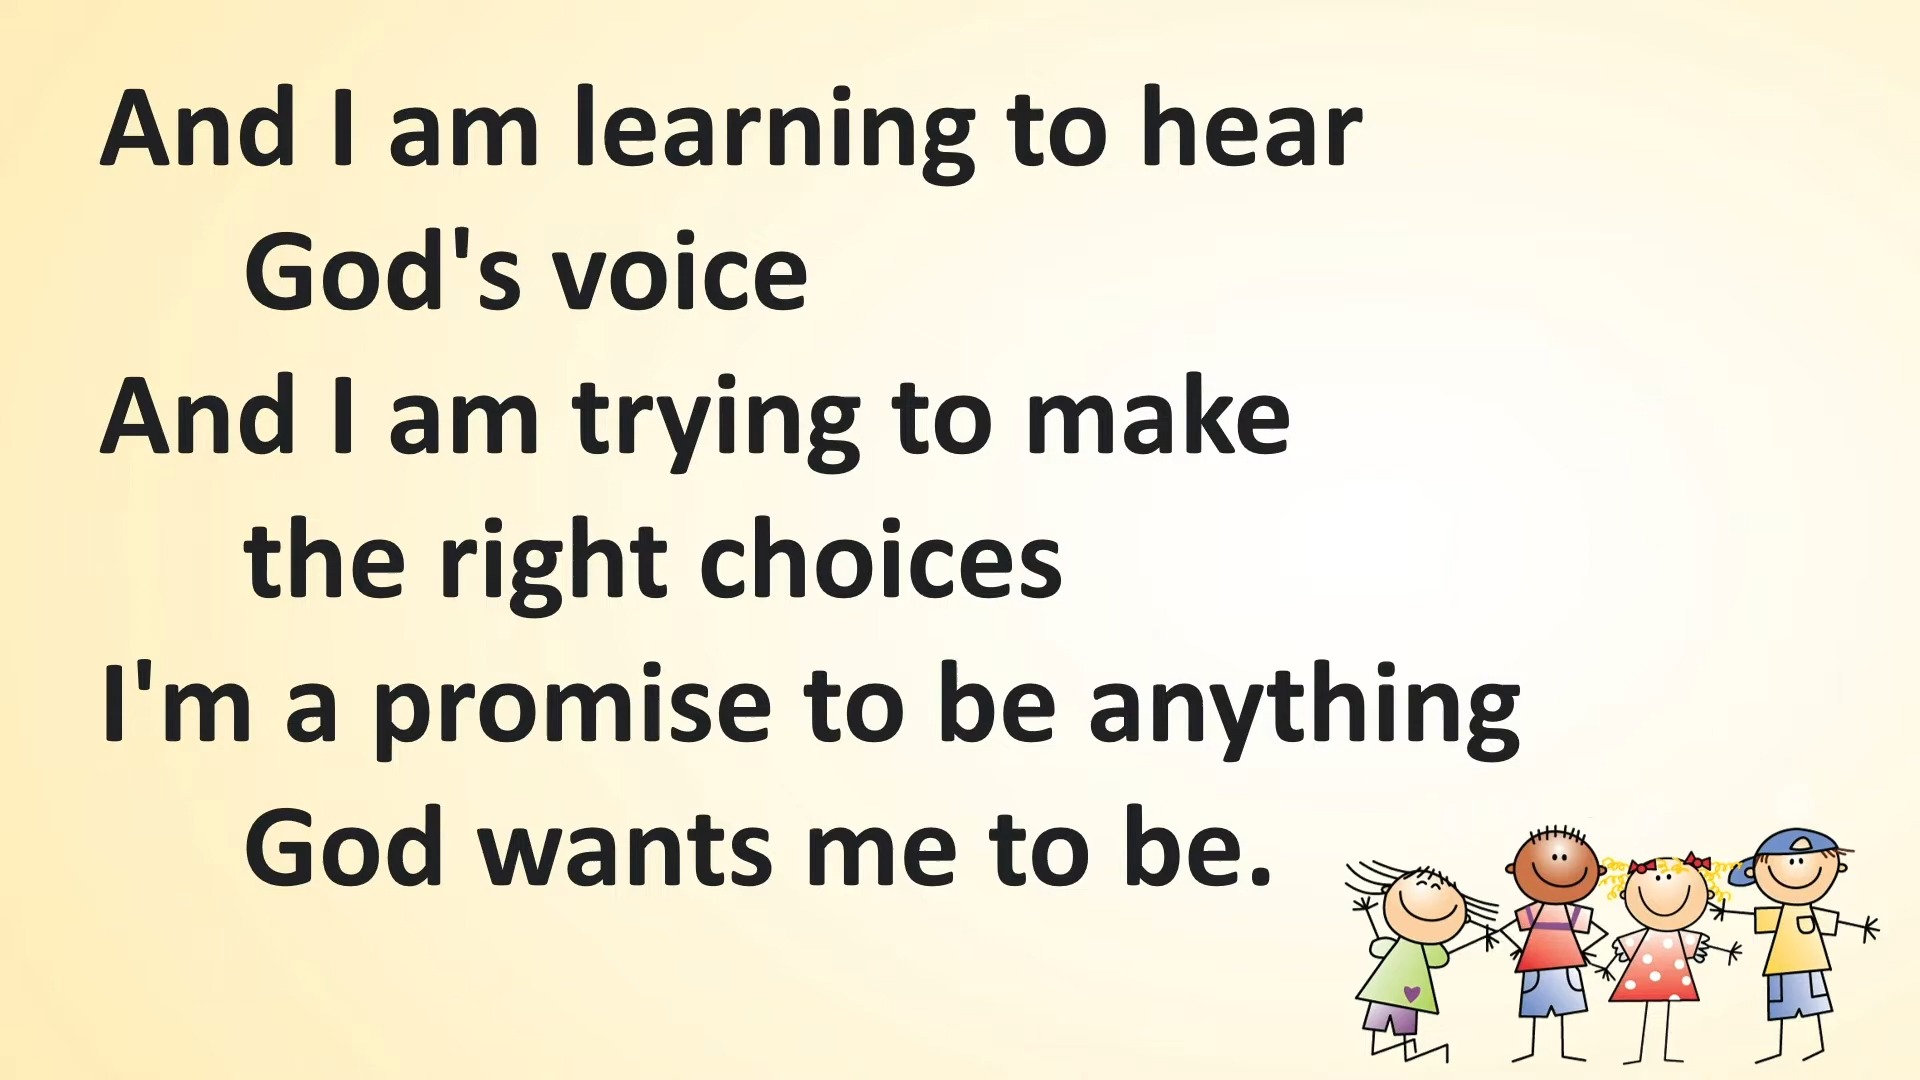 And I am learning to hear
God's voice
And I am trying to make
the right choices
I'm a promise to be anything
God wants me to be.